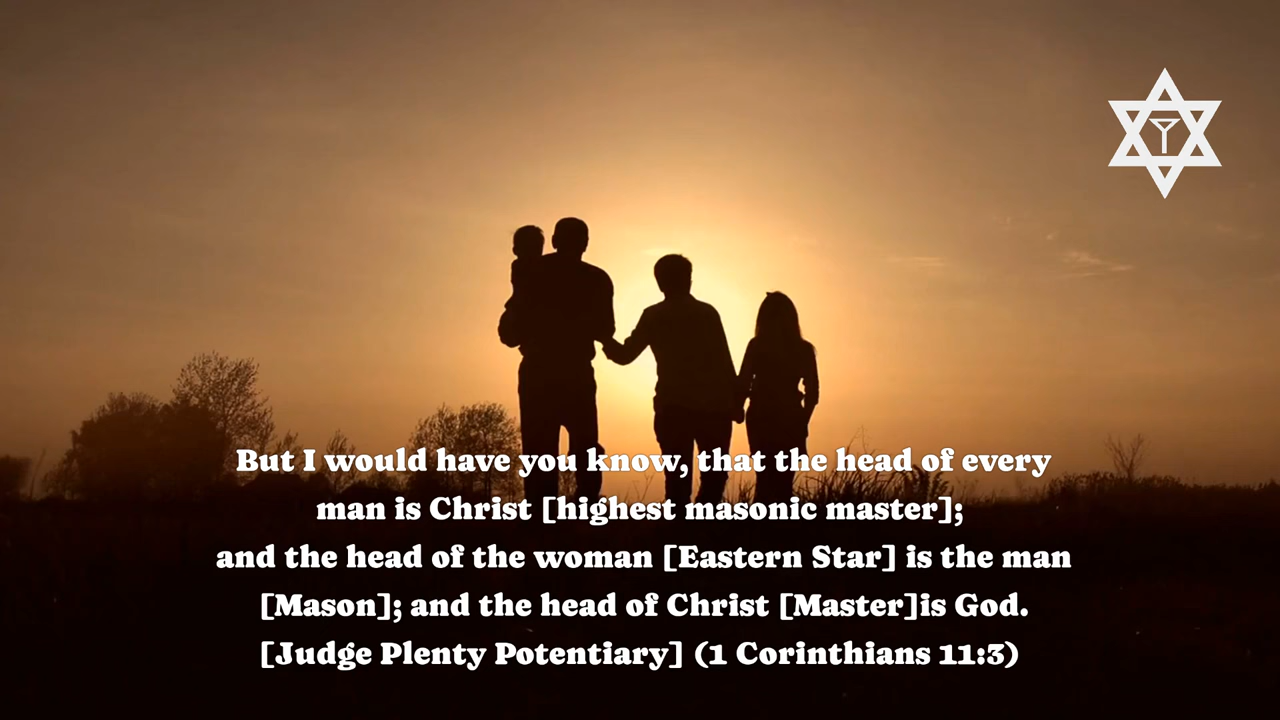 But I would have you know, that the head of every
man is Christ [highest masonic master];
and the head of the woman [Eastern Star] is the man
[Mason]; and the head of Christ [Master]is God.
[Judge Plenty Potentiary] (1 Corinthians 11:3)